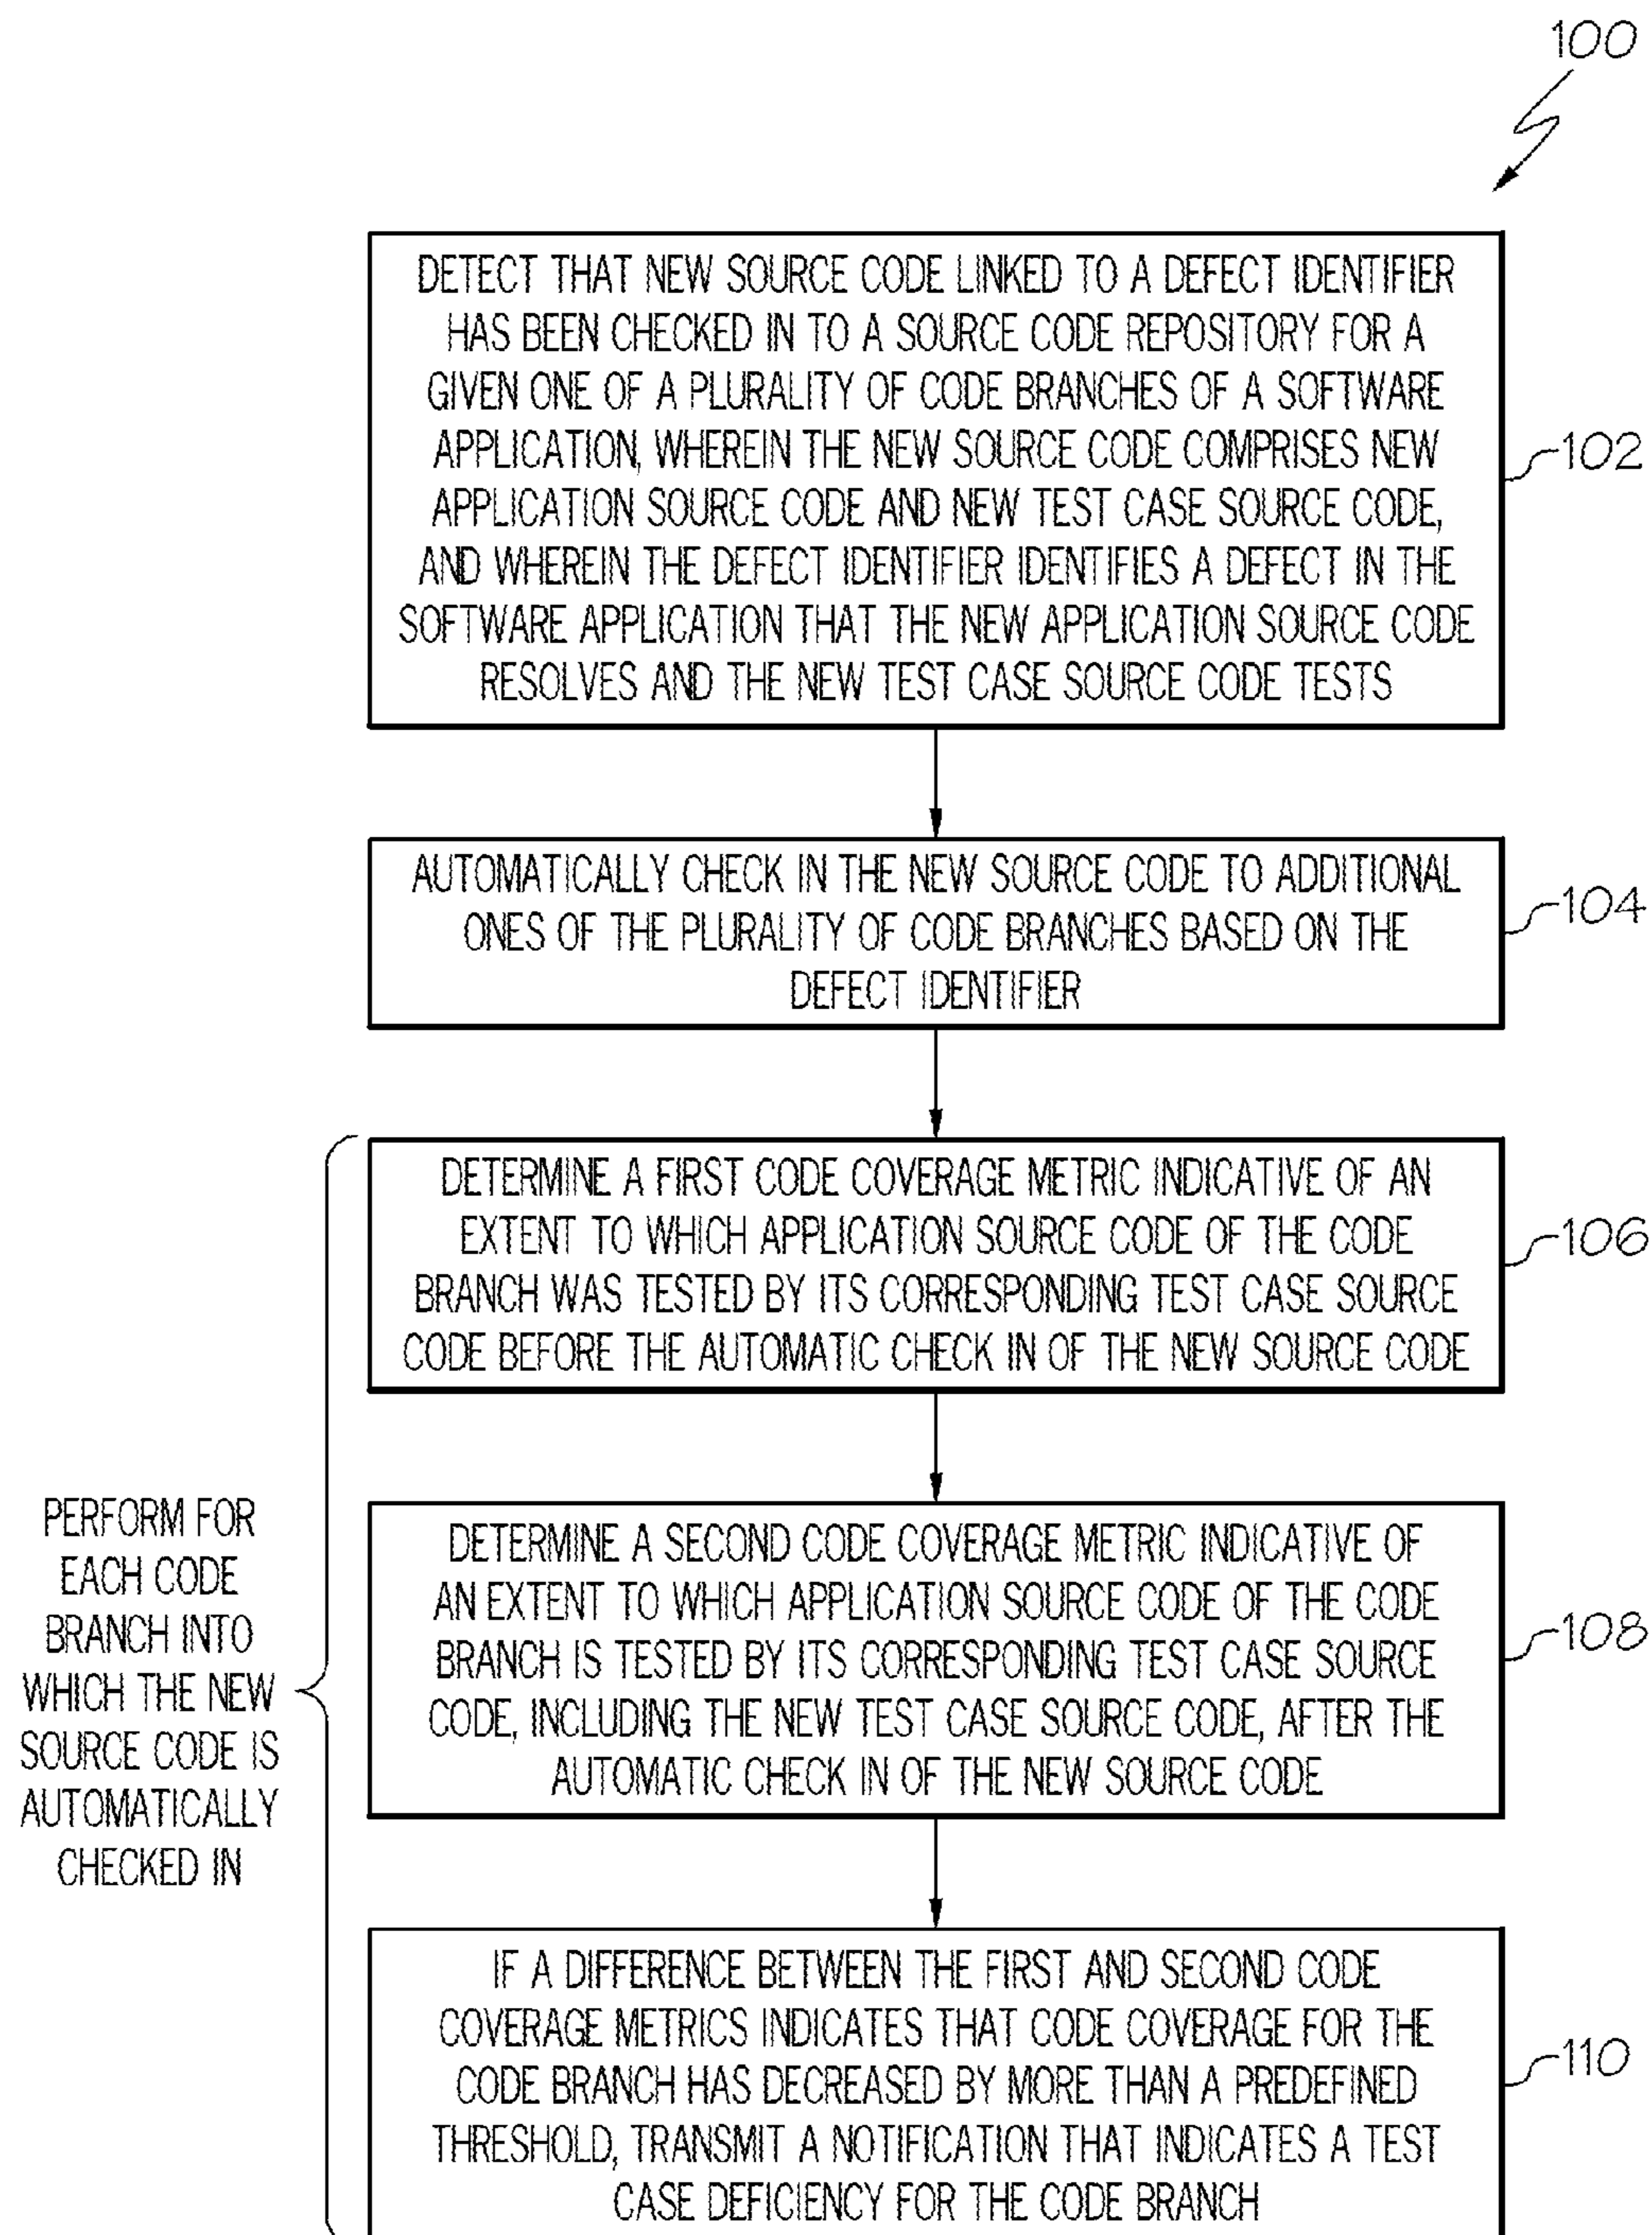 100
DETECT THAT NEW SOURCE CODE LINKED TO A DEFECT IDENTIFIER
HAS BEEN CHECKED IN TO A SOURCE CODE REPOSITORY FOR A
GIVEN ONE OF A PLURALITY OF CODE BRANCHES OF A SOFTWARE
APPLICATION, WHEREIN THE NEW SOURCE CODE COMPRISES NEW
APPLICATION SOURCE CODE AND NEW TEST CASE SOURCE CODE,
AND WHEREIN THE DEFECT IDENTIFIER IDENTIFIES A DEFECT IN THE
SOFTWARE APPLICATION THAT THE NEW APPLICATION SOURCE CODE
RESOLVES AND THE NEW TEST CASE SOURCE CODE TESTS
102
AUTOMATICALLY CHECK IN THE NEW SOURCE CODE TO ADDITIONAL
ONES OF THE PLURALITY OF CODE BRANCHES BASED ON THE
DEFECT IDENTIFIER
104
DETERMINE A FIRST CODE COVERAGE METRIC INDICATIVE OF AN
EXTENT TO WHICH APPLICATION SOURCE CODE OF THE CODE
BRANCH WAS TESTED BY ITS CORRESPONDING TEST CASE SOURCE
CODE BEFORE THE AUTOMATIC CHECK IN OF THE NEW SOURCE CODE
106
PERFORM FOR
EACH CODE
BRANCH INTO
WHICH THE NEW
SOURCE CODE IS
AUTOMATICALLY
CHECKED IN
DETERMINE A SECOND CODE COVERAGE METRIC INDICATIVE OF
AN EXTENT TO WHICH APPLICATION SOURCE CODE OF THE CODE
BRANCH IS TESTED BY ITS CORRESPONDING TEST CASE SOURCE
CODE, INCLUDING THE NEW TEST CASE SOURCE CODE, AFTER THE
AUTOMATIC CHECK IN OF THE NEW SOURCE CODE
108
IF A DIFFERENCE BETWEEN THE FIRST AND SECOND CODE
COVERAGE METRICS INDICATES THAT CODE COVERAGE FOR THE
CODE BRANCH HAS DECREASED BY MORE THAN A PREDEFINED
THRESHOLD, TRANSMIT A NOTIFICATION THAT INDICATES A TEST
CASE DEFICIENCY FOR THE CODE BRANCH
110